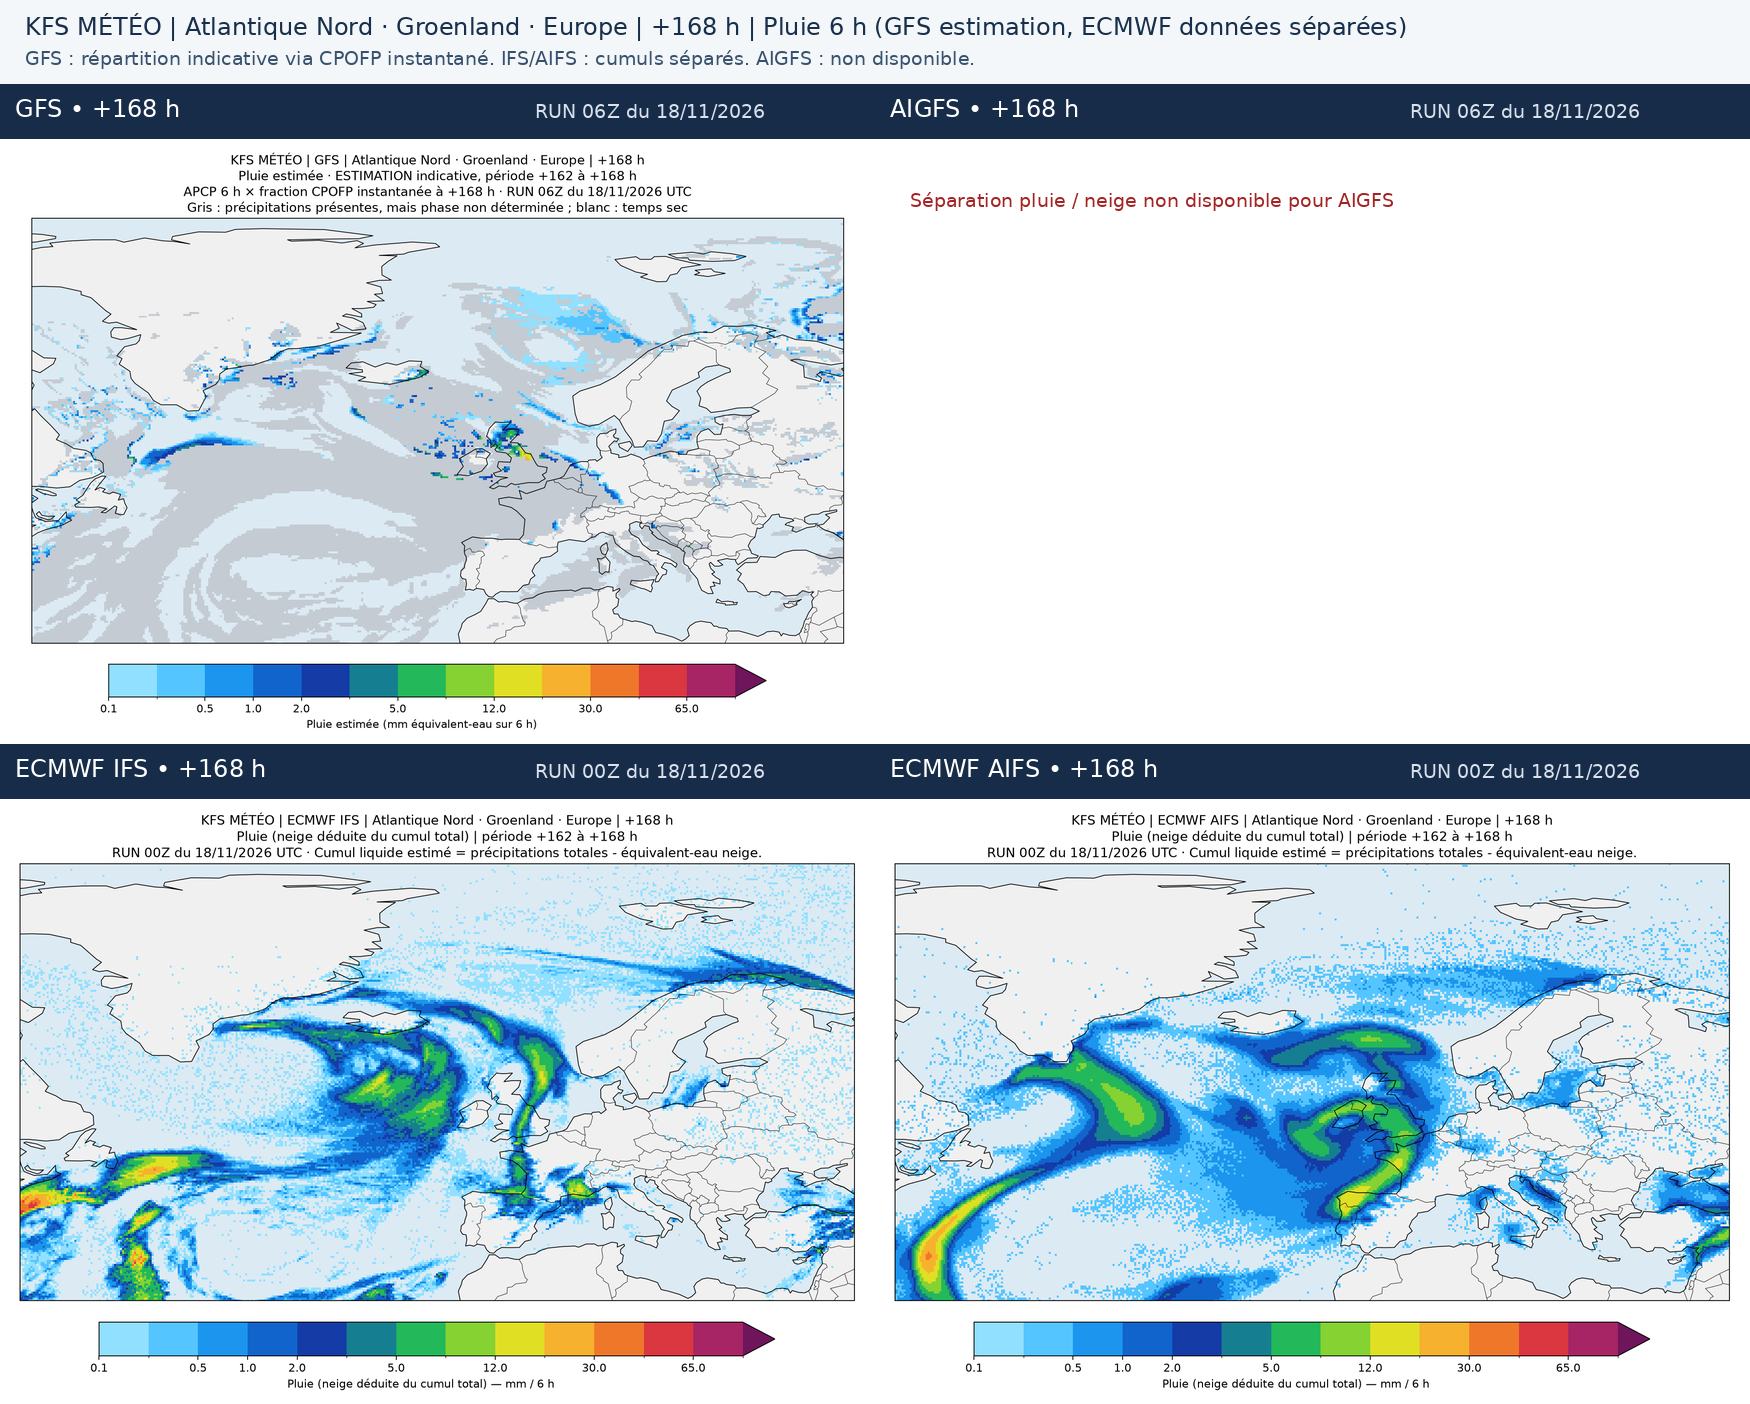 KFS MÉTÉO | Atlantique Nord · Groenland · Europe | +168 h | Pluie 6 h (GFS estimation, ECMWF données séparées)
GFS : répartition indicative via CPOFP instantané. IFS/AIFS : cumuls séparés. AIGFS : non disponible.
GFS • +168 h
RUN 06Z du 18/11/2026
AIGFS • +168 h
RUN 06Z du 18/11/2026
KFS MÉTÉO | GFS | Atlantique Nord · Groenland · Europe | +168 h
Pluie estimée · ESTIMATION indicative, période +162 à +168 h
APCP 6 h × fraction CPOFP instantanée à +168 h · RUN 06Z du 18/11/2026 UTC
Gris : précipitations présentes, mais phase non déterminée ; blanc : temps sec
Séparation pluie / neige non disponible pour AIGFS
0.1 0.5 1.0 2.0 5.0 12.0 30.0 65.0
Pluie estimée (mm équivalent-eau sur 6 h)
ECMWF IFS • +168 h
RUN 00Z du 18/11/2026
ECMWF AIFS • +168 h
RUN 00Z du 18/11/2026
KFS MÉTÉO | ECMWF IFS | Atlantique Nord · Groenland · Europe | +168 h
Pluie (neige déduite du cumul total) | période +162 à +168 h
RUN 00Z du 18/11/2026 UTC · Cumul liquide estimé = précipitations totales - équivalent-eau neige.
KFS MÉTÉO | ECMWF AIFS | Atlantique Nord · Groenland · Europe | +168 h
Pluie (neige déduite du cumul total) | période +162 à +168 h
RUN 00Z du 18/11/2026 UTC · Cumul liquide estimé = précipitations totales - équivalent-eau neige.
0.1 0.5 1.0 2.0 5.0 12.0 30.0 65.0
Pluie (neige déduite du cumul total) — mm / 6 h
0.1 0.5 1.0 2.0 5.0 12.0 30.0 65.0
Pluie (neige déduite du cumul total) — mm / 6 h